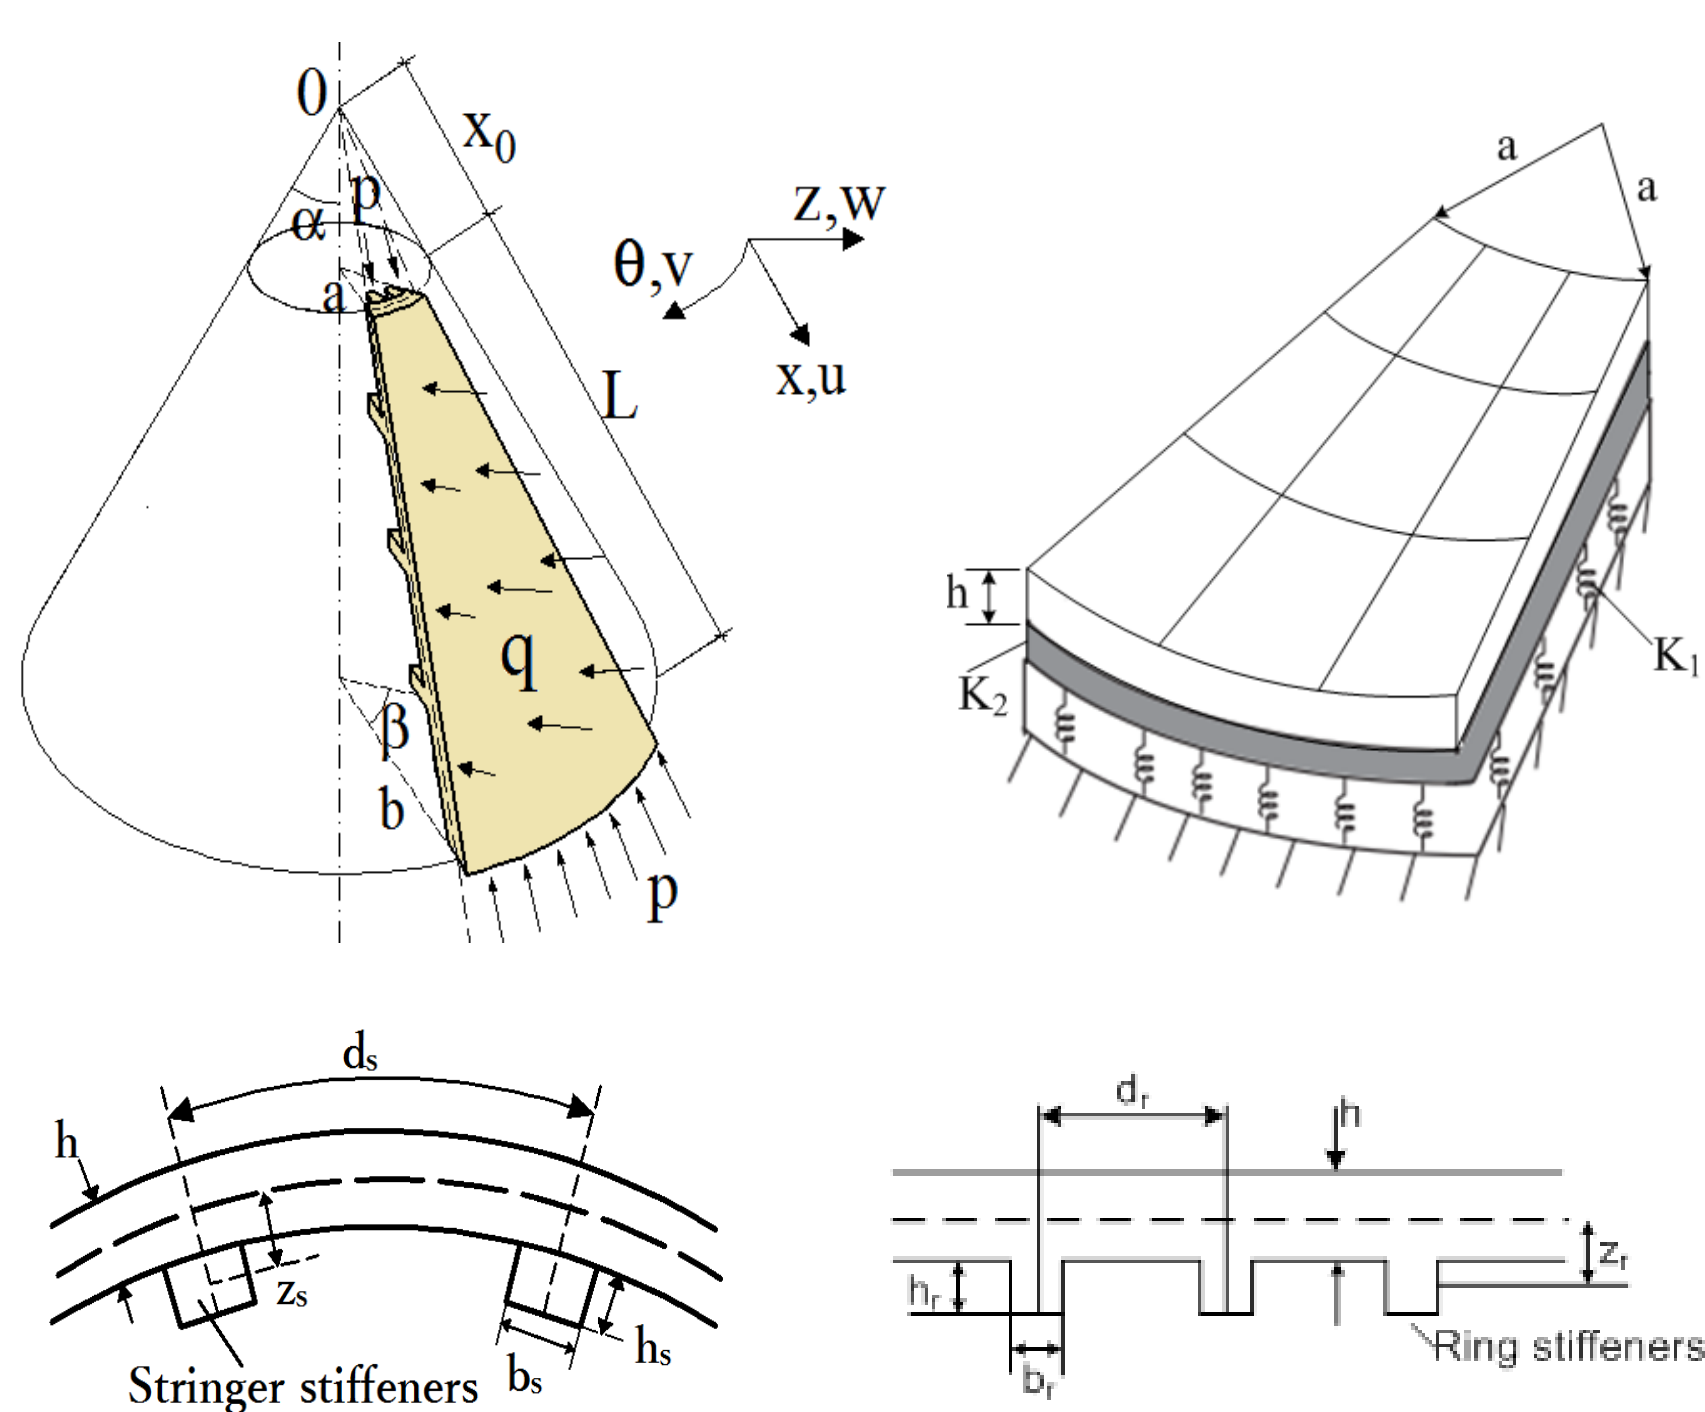 0
x₀
p
α
a
z,w
θ,v
x,u
L
q
β
b
p
a
a
h
K₂
K₁
dₛ
h
zₛ
hₛ
bₛ
Stringer stiffeners
dᵣ
h
zᵣ
hᵣ
bᵣ
Ring stiffeners